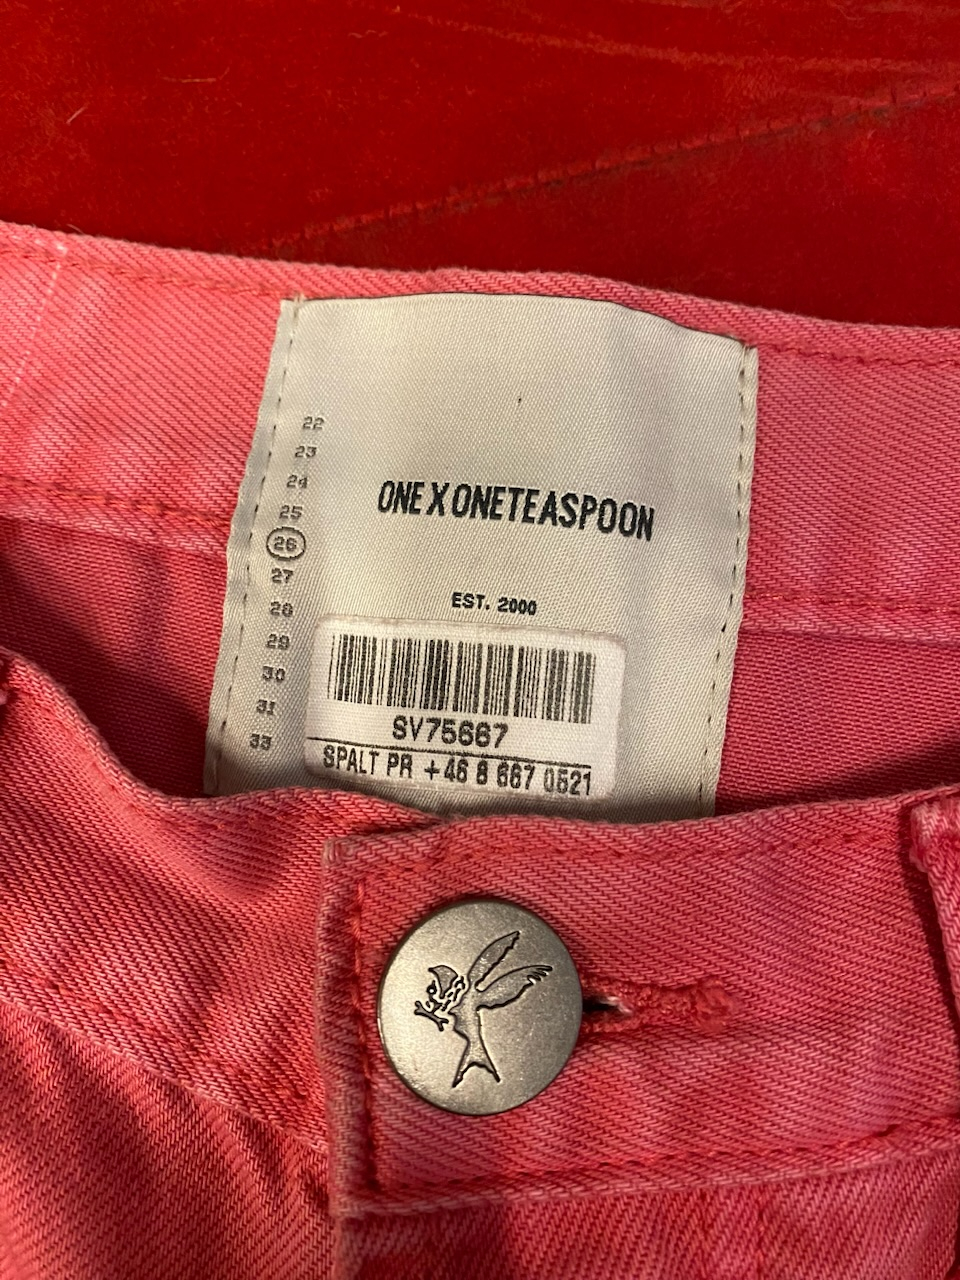 22
23
24
25
26
27
28
29
30
31
33
ONE X ONETEASPOON
EST. 2000
SV75667
SPALT PR +46 8 667 0521